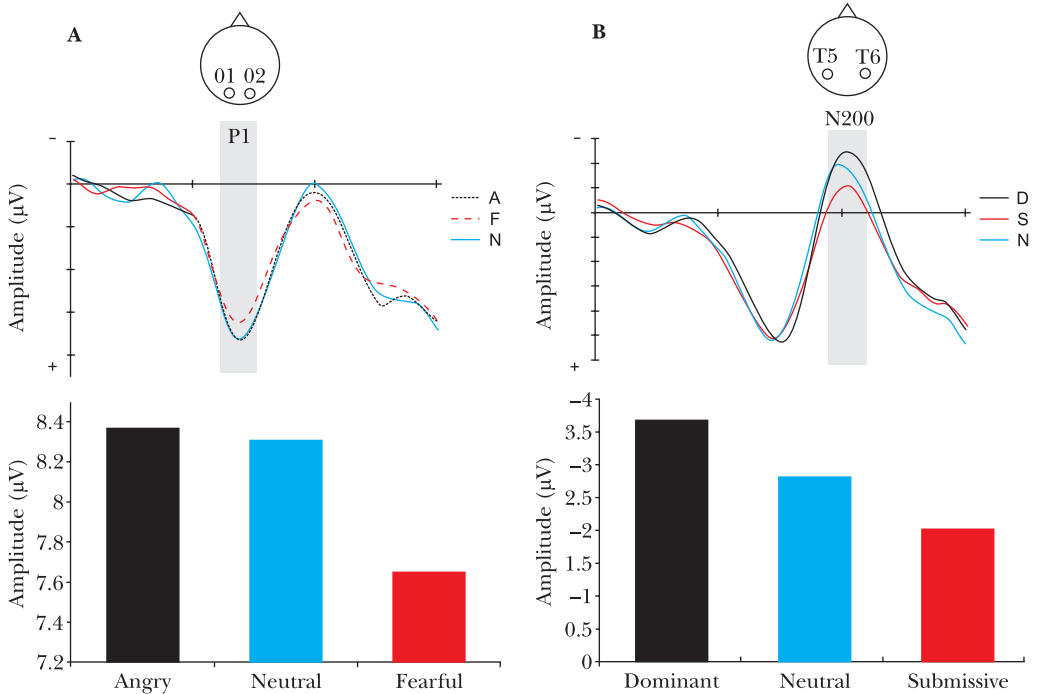 A
01 02
P1
−
Amplitude (µV)
+
A
F
N
8.4
8.2
8
7.8
7.6
7.4
7.2
Amplitude (µV)
Angry Neutral Fearful
B
T5 T6
N200
−
Amplitude (µV)
+
D
S
N
−4
3.5
−3
2.5
−2
1.5
−1
0.5
0
Amplitude (µV)
Dominant Neutral Submissive